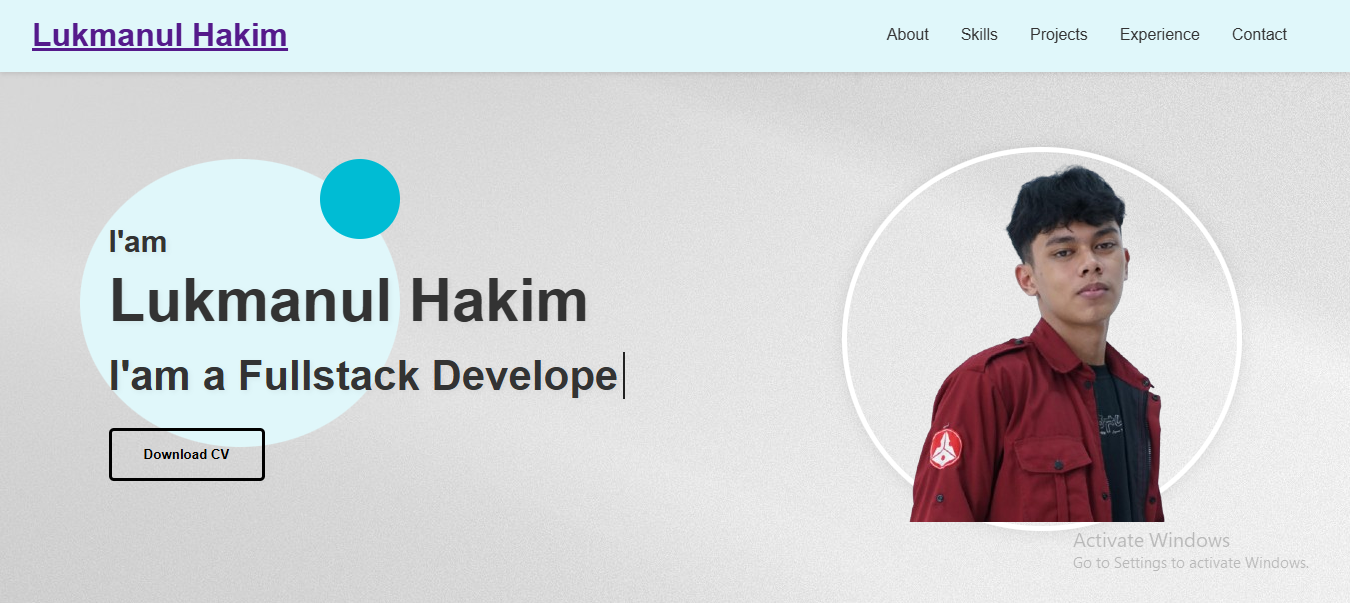 Lukmanul Hakim
About Skills Projects Experience Contact
I'am
Lukmanul Hakim
I'am a Fullstack Develope
Download CV
Activate Windows
Go to Settings to activate Windows.